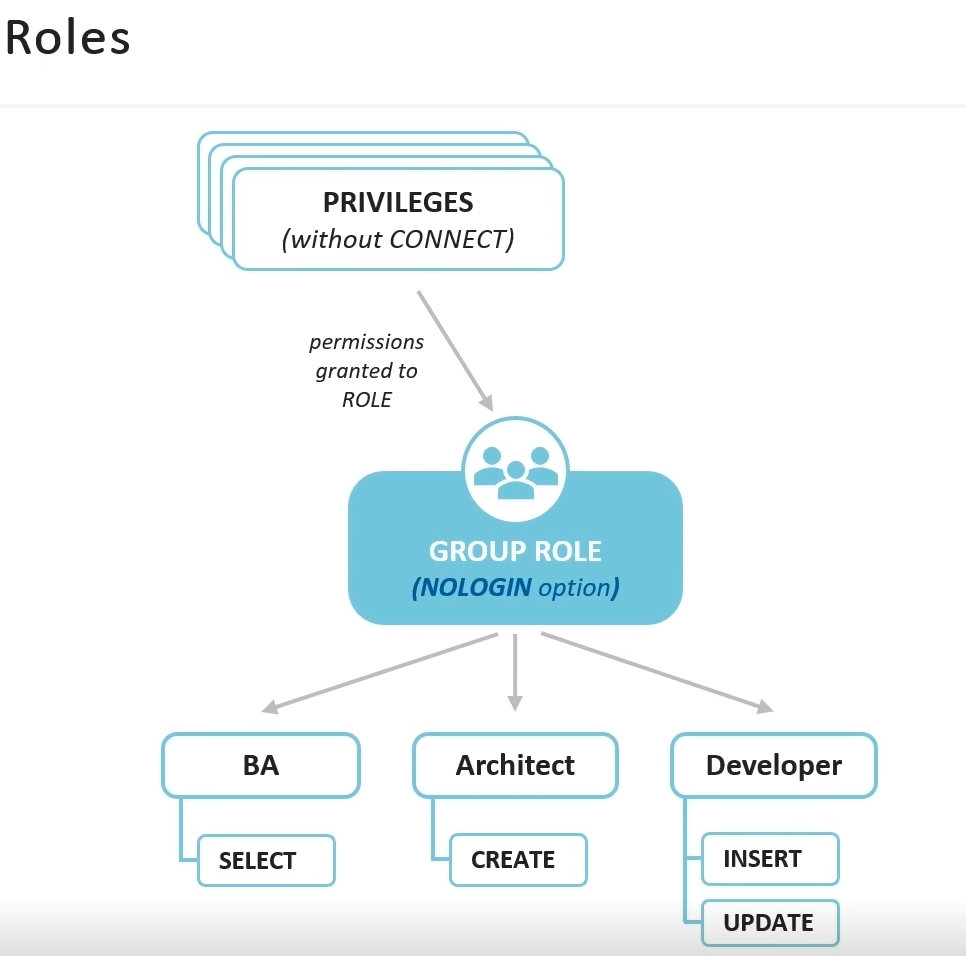 Roles
PRIVILEGES
(without CONNECT)
permissions
granted to
ROLE
GROUP ROLE
(NOLOGIN option)
BA
Architect
Developer
SELECT
CREATE
INSERT
UPDATE